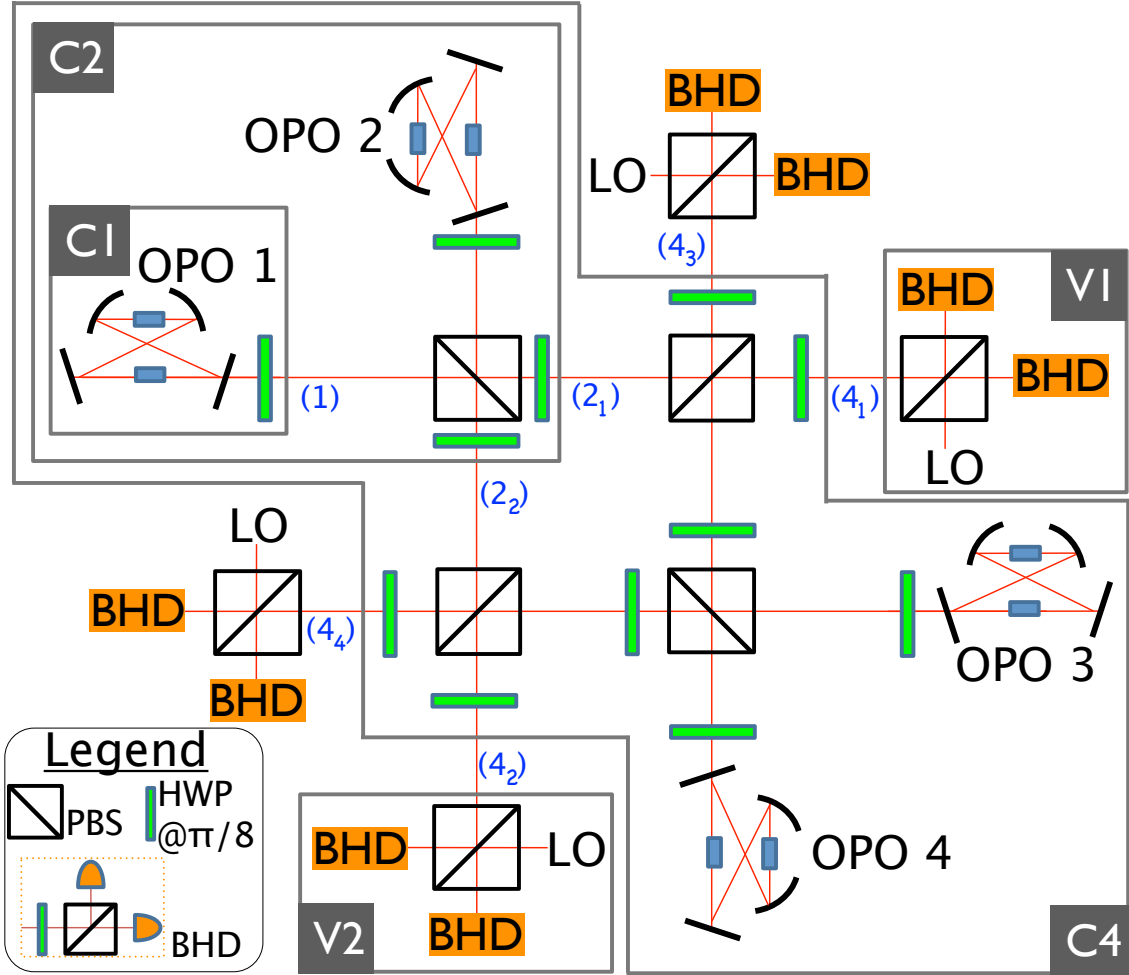 C2
OPO 2
BHD
LO
BHD
C1
OPO 1
(4₃)
V1
BHD
BHD
(1)
(2₁)
(4₁)
LO
(2₂)
LO
BHD
(4₄)
BHD
OPO 3
Legend
PBS
HWP
@π/8
BHD
(4₂)
BHD
LO
BHD
V2
OPO 4
C4